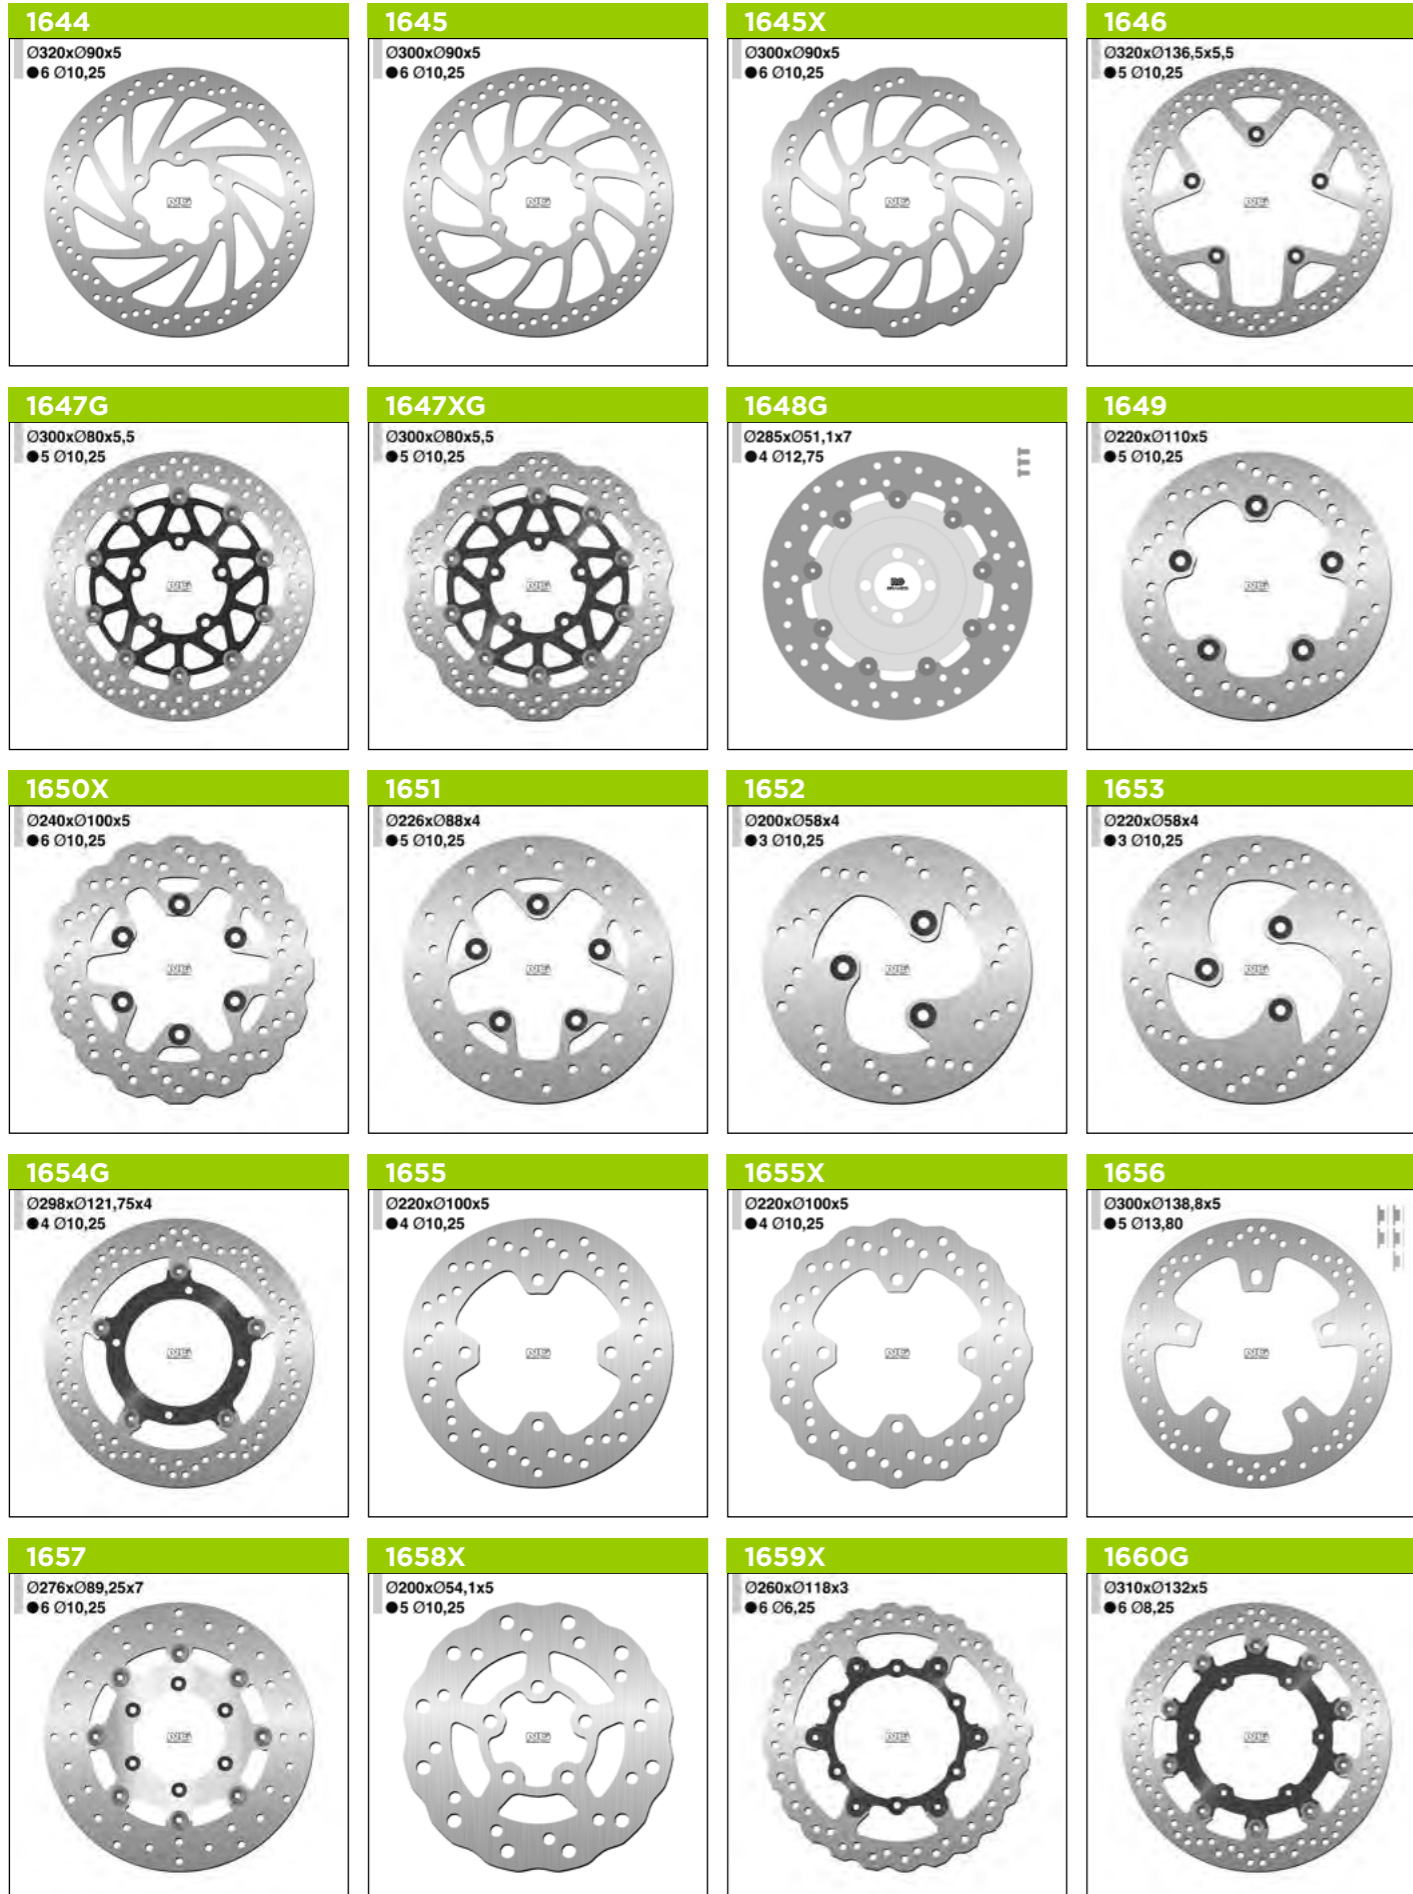 1644
Ø320xØ90x5
●6 Ø10,25
1645
Ø300xØ90x5
●6 Ø10,25
1645X
Ø300xØ90x5
●6 Ø10,25
1646
Ø320xØ136,5x5,5
●5 Ø10,25
1647G
Ø300xØ80x5,5
●5 Ø10,25
1647XG
Ø300xØ80x5,5
●5 Ø10,25
1648G
Ø285xØ51,1x7
●4 Ø12,75
1649
Ø220xØ110x5
●5 Ø10,25
1650X
Ø240xØ100x5
●6 Ø10,25
1651
Ø226xØ88x4
●5 Ø10,25
1652
Ø200xØ58x4
●3 Ø10,25
1653
Ø220xØ58x4
●3 Ø10,25
1654G
Ø298xØ121,75x4
●4 Ø10,25
1655
Ø220xØ100x5
●4 Ø10,25
1655X
Ø220xØ100x5
●4 Ø10,25
1656
Ø300xØ138,8x5
●5 Ø13,80
1657
Ø276xØ89,25x7
●6 Ø10,25
1658X
Ø200xØ54,1x5
●5 Ø10,25
1659X
Ø260xØ118x3
●6 Ø6,25
1660G
Ø310xØ132x5
●6 Ø8,25